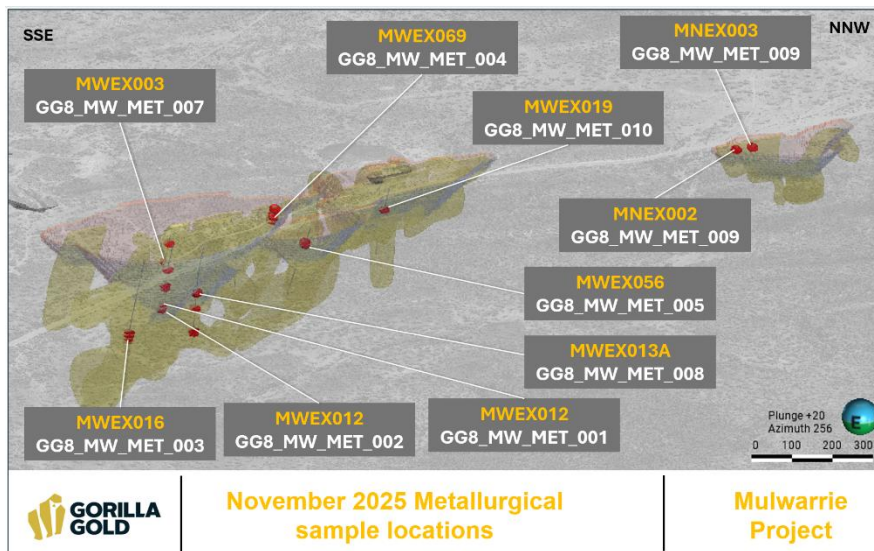 SSE
NNW
MWEX069
GG8_MW_MET_004
MNEX003
GG8_MW_MET_009
MWEX003
GG8_MW_MET_007
MWEX019
GG8_MW_MET_010
MNEX002
GG8_MW_MET_009
MWEX056
GG8_MW_MET_005
MWEX013A
GG8_MW_MET_008
MWEX016
GG8_MW_MET_003
MWEX012
GG8_MW_MET_002
MWEX012
GG8_MW_MET_001
Plunge +20
Azimuth 256
E
0 100 200 300
GORILLA
GOLD
November 2025 Metallurgical
sample locations
Mulwarrie
Project